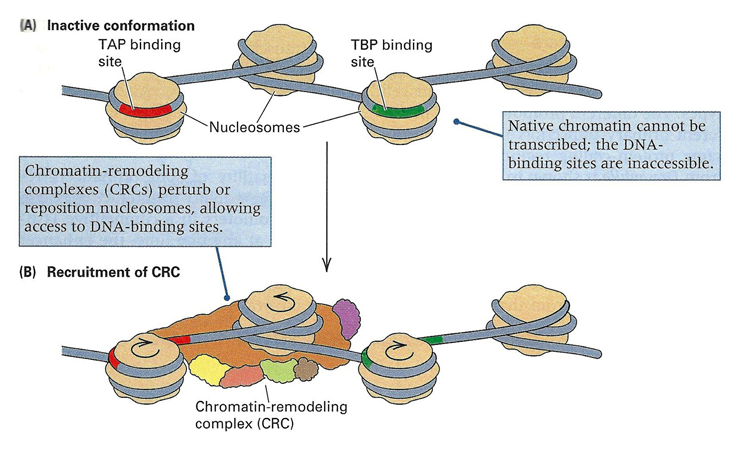 (A) Inactive conformation
TAP binding
site
TBP binding
site
Nucleosomes
Native chromatin cannot be
transcribed; the DNA-
binding sites are inaccessible.
Chromatin-remodeling
complexes (CRCs) perturb or
reposition nucleosomes, allowing
access to DNA-binding sites.
(B) Recruitment of CRC
Chromatin-remodeling
complex (CRC)